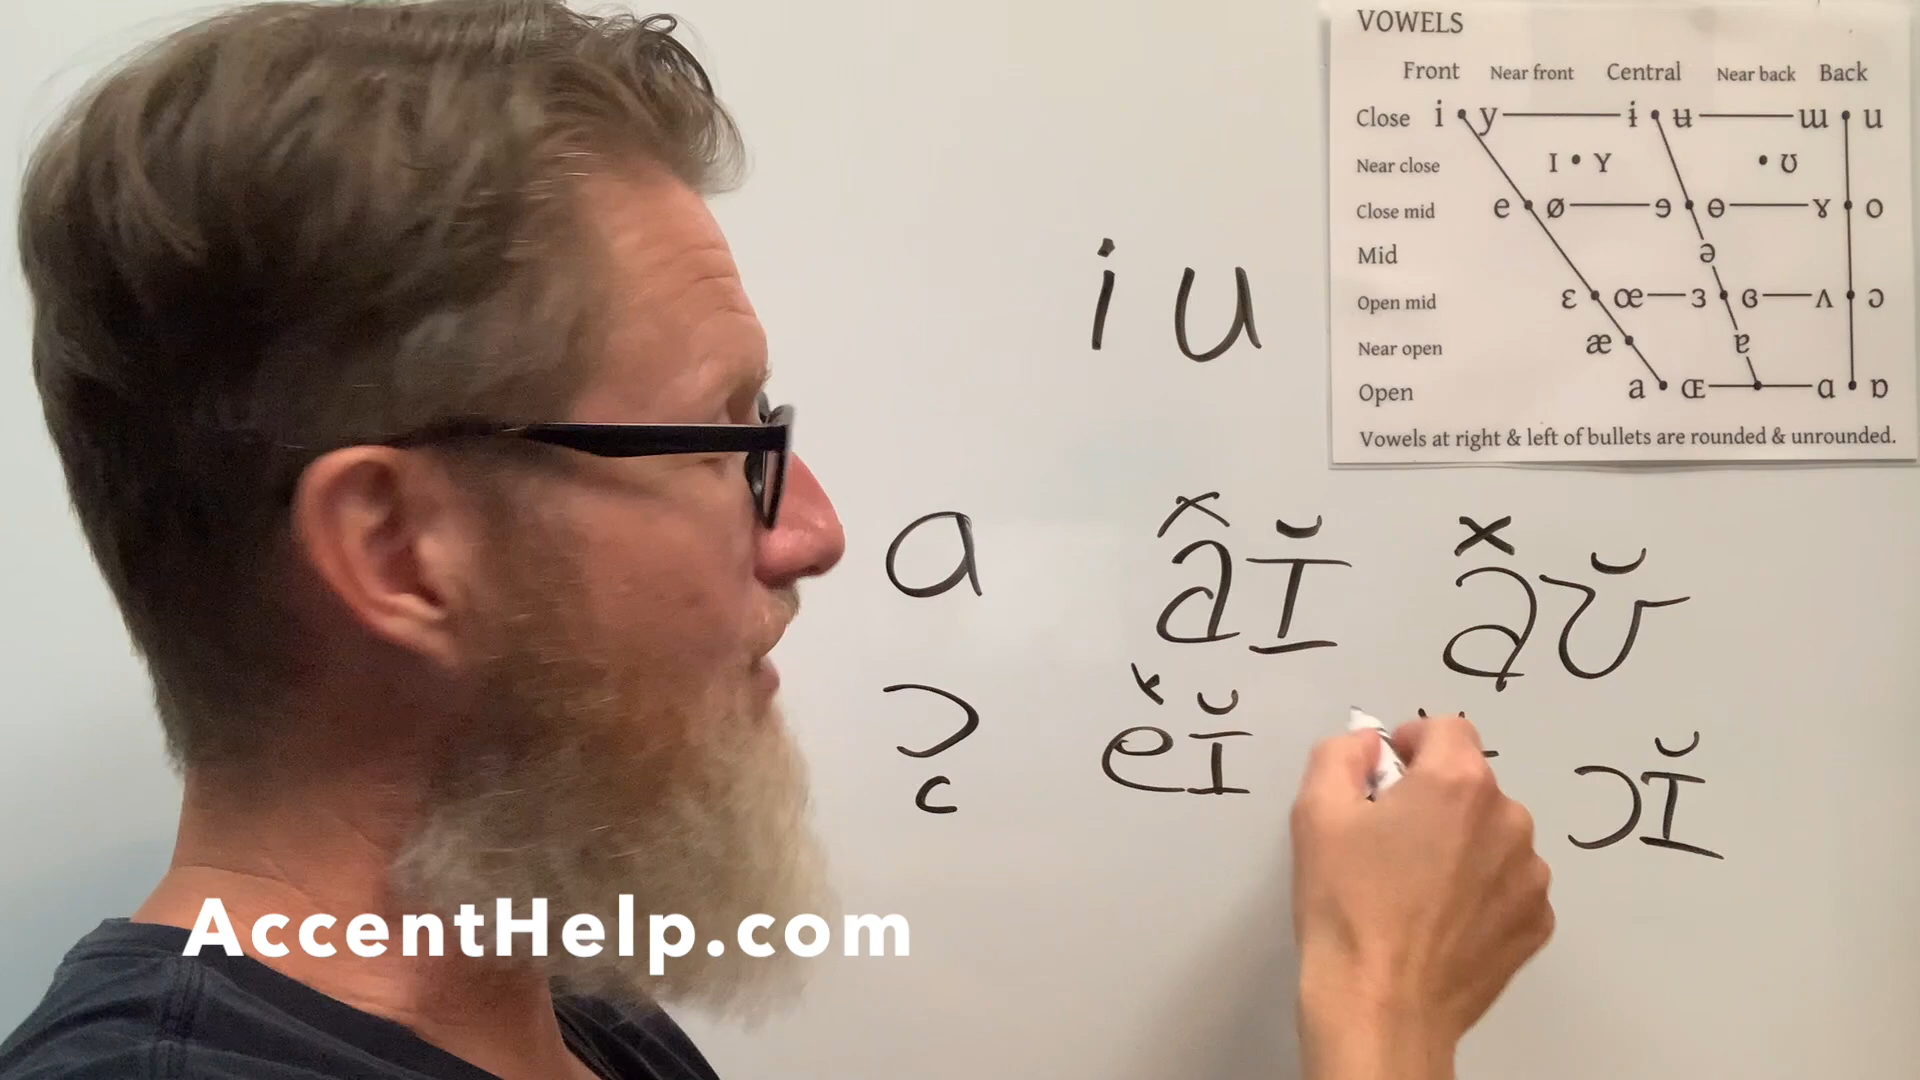 VOWELS
Front Near front Central Near back Back
Close i • y ɨ • ʉ ɯ • u
Near close ɪ • ʏ • ʊ
Close mid e • ø ɘ • ɵ ɤ • o
Mid ə
Open mid ɛ • œ ɜ • ɞ ʌ • ɔ
Near open æ • ɐ
Open a • ɶ • ɑ • ɒ
Vowels at right & left of bullets are rounded & unrounded.
i u
ɑ a̽̂ɪ̆ a̽̂ʊ̆
ɔ̜ e̽ɪ̆ ɔɪ̆
AccentHelp.com